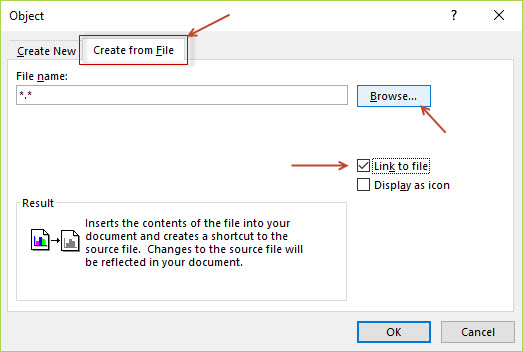 Object
? ×
Create New
Create from File
File name:
*.*
Browse...
Link to file
Display as icon
Result
Inserts the contents of the file into your
document and creates a shortcut to the
source file. Changes to the source file will
be reflected in your document.
OK
Cancel